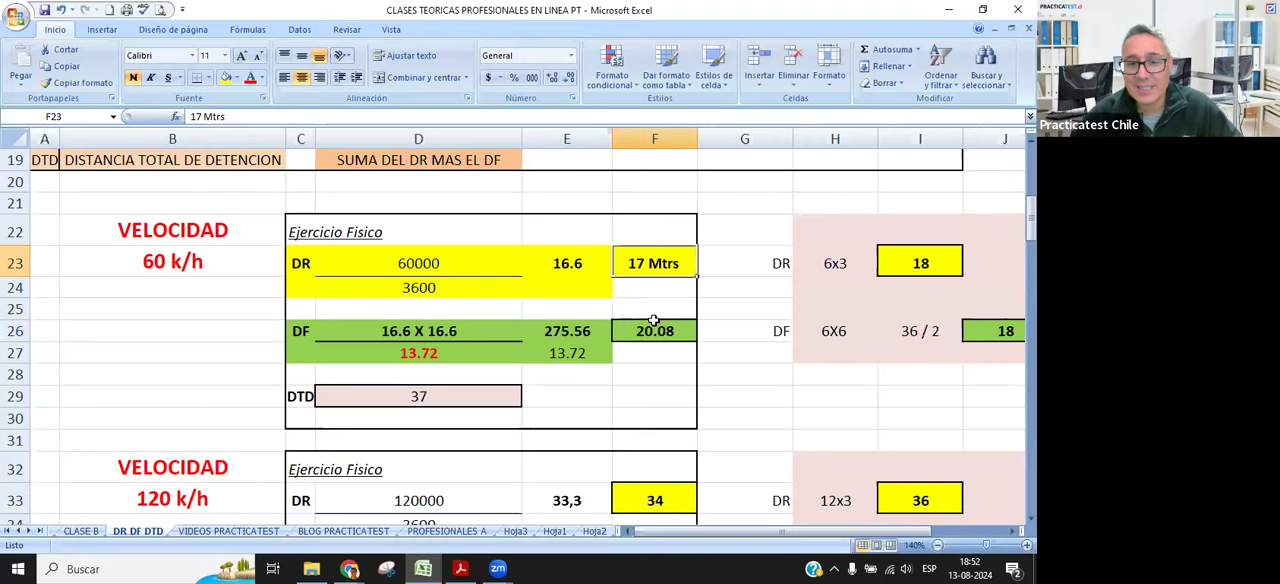 CLASES TEORICAS PROFESIONALES EN LINEA PT - Microsoft Excel
Inicio Insertar Diseño de página Fórmulas Datos Revisar Vista
Cortar
Copiar
Copiar formato
Pegar
Portapapeles
Calibri 11
N K S
Fuente
Ajustar texto
Combinar y centrar
Alineación
General
$ % 000
Número
Formato condicional
Dar formato como tabla
Estilos de celda
Estilos
Insertar Eliminar Formato
Celdas
Autosuma
Rellenar
Borrar
Ordenar y filtrar
Buscar y seleccionar
Modificar
PRACTICATEST.cl
Practicatest Chile
F23 fx 17 Mtrs
A B C D E F G H I J
19 DTD DISTANCIA TOTAL DE DETENCION SUMA DEL DR MAS EL DF
20
21
22 VELOCIDAD Ejercicio Fisico
23 60 k/h DR 60000 16.6 17 Mtrs DR 6x3 18
24 3600
25
26 DF 16.6 X 16.6 275.56 20.08 DF 6X6 36 / 2 18
27 13.72 13.72
28
29 DTD 37
30
31
32 VELOCIDAD Ejercicio Fisico
33 120 k/h DR 120000 33,3 34 DR 12x3 36
3600
CLASE B DR DF DTD VIDEOS PRACTICATEST BLOG PRACTICATEST PROFESIONALES A Hoja3 Hoja1 Hoja2
Listo 140%
Buscar
zm
ESP
18:52
13-08-2024
2